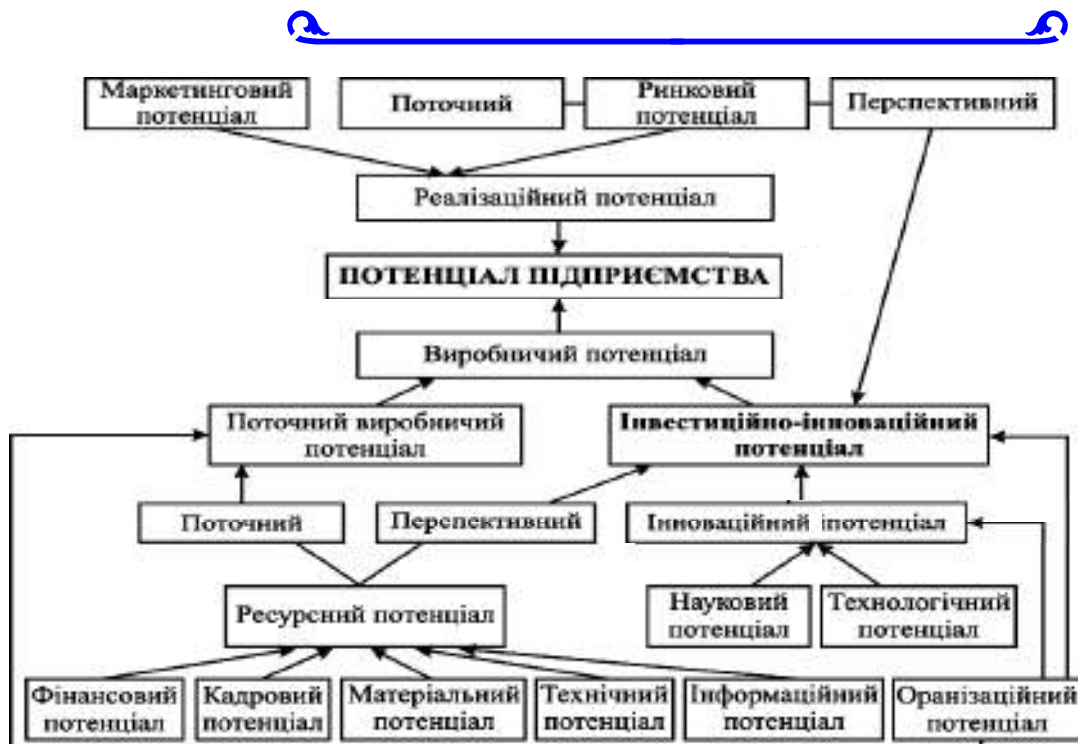 Маркетинговий
потенціал
Поточний
Ринковий
потенціал
Перспективний
Реалізаційний потенціал
ПОТЕНЦІАЛ ПІДПРИЄМСТВА
Виробничий потенціал
Поточний виробничий
потенціал
Інвестиційно-інноваційний
потенціал
Поточний
Перспективний
Інноваційний іпотенціал
Ресурсний потенціал
Науковий
потенціал
Технологічний
потенціал
Фінансовий
потенціал
Кадровий
потенціал
Матеріальний
потенціал
Технічний
потенціал
Інформаційний
потенціал
Оранізаційний
потенціал